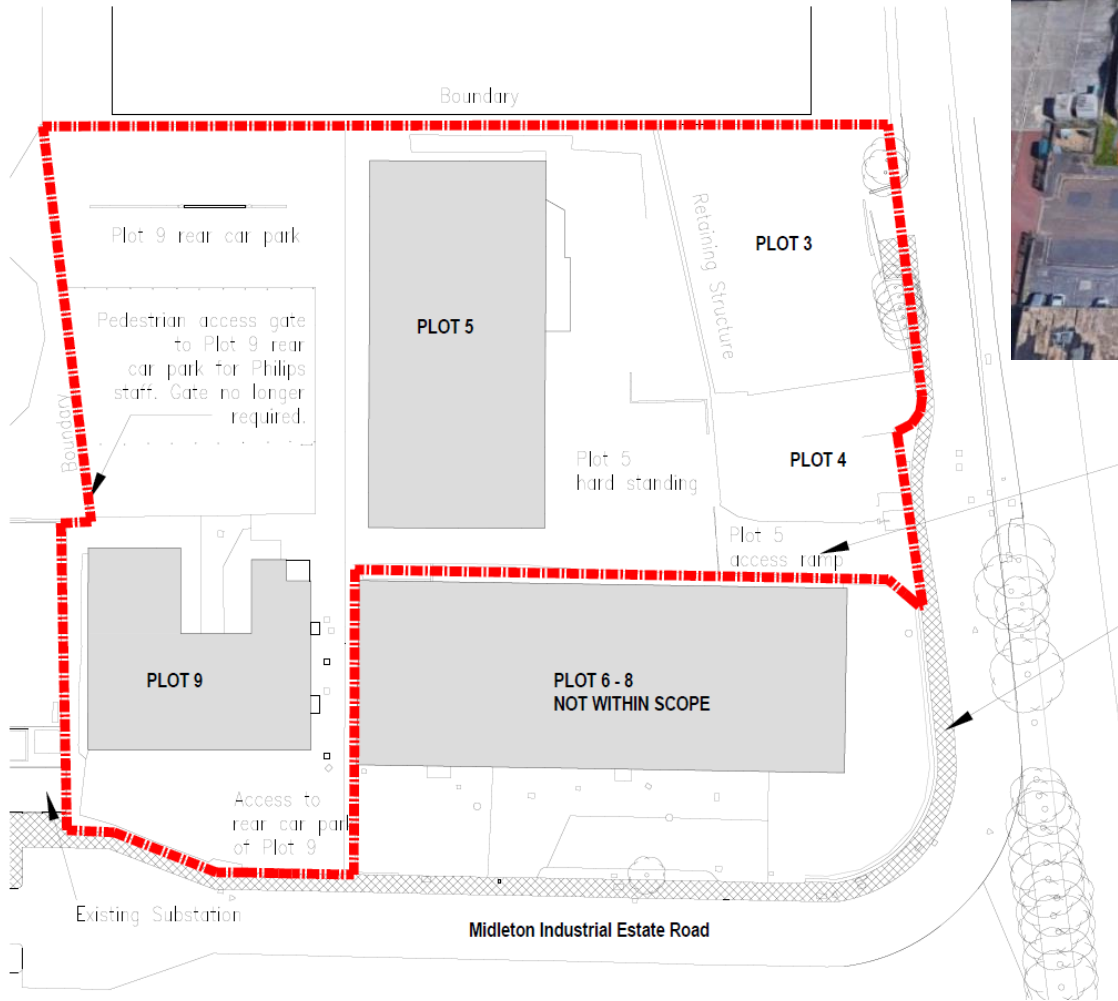 Boundary
Plot 9 rear car park
Retaining Structure
PLOT 3
Pedestrian access gate
to Plot 9 rear
car park for Philips
staff. Gate no longer
required.
PLOT 5
Boundary
Plot 5
hard standing
PLOT 4
Plot 5
access ramp
PLOT 9
PLOT 6 - 8
NOT WITHIN SCOPE
Access to
rear car park
of Plot 9
Existing Substation
Midleton Industrial Estate Road